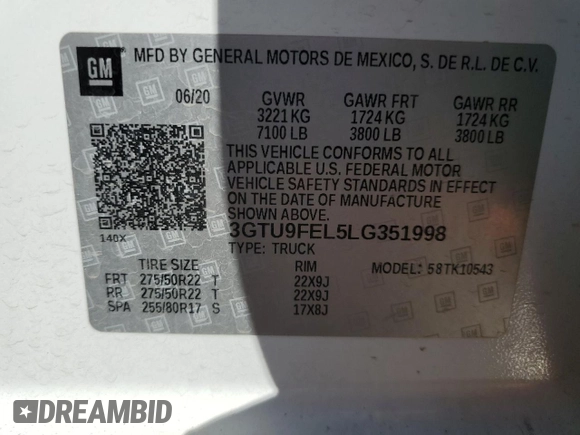 GM
MFD BY GENERAL MOTORS DE MEXICO, S. DE R.L. DE C.V.
06/20 GVWR GAWR FRT GAWR RR
3221 KG 1724 KG 1724 KG
7100 LB 3800 LB 3800 LB
THIS VEHICLE CONFORMS TO ALL
APPLICABLE U.S. FEDERAL MOTOR
VEHICLE SAFETY STANDARDS IN EFFECT
ON THE DATE OF MANUFACTURE
SHOWN ABOVE.
140X 3GTU9FEL5LG351998
TYPE: TRUCK
TIRE SIZE RIM MODEL: 58TK10543
FRT 275/50R22 T 22X9J
RR 275/50R22 T 22X9J
SPA 255/80R17 S 17X8J
DREAMBID